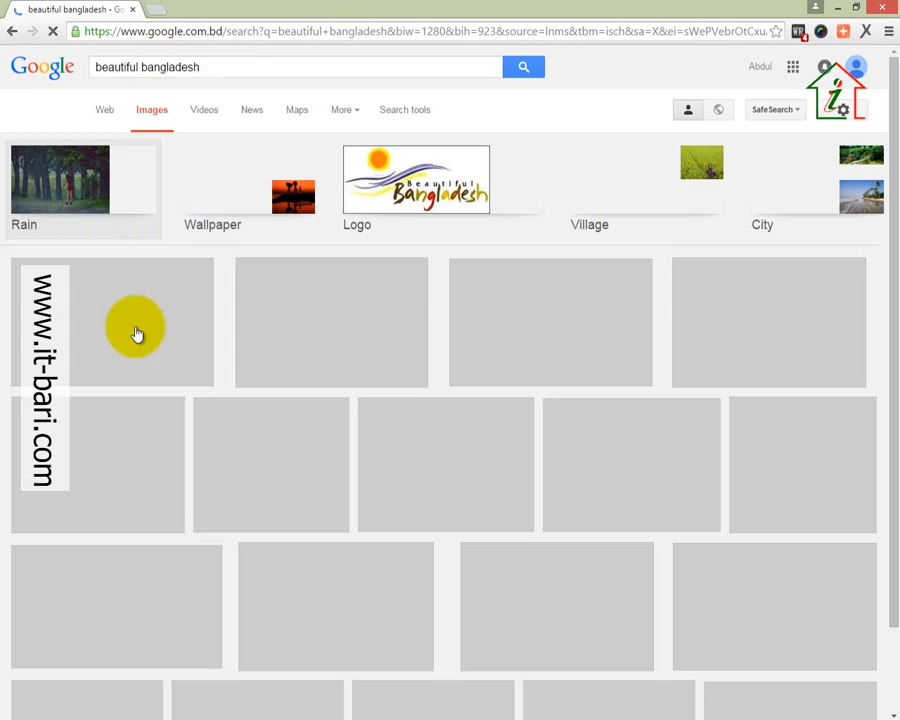 beautiful bangladesh - Go
https://www.google.com.bd/search?q=beautiful+bangladesh&biw=1280&bih=923&source=lnms&tbm=isch&sa=X&ei=sWePVebrOtCxu
Google
beautiful bangladesh
Abdul
Web
Images
Videos
News
Maps
More
Search tools
SafeSearch
i
Beautiful
Bangladesh
Rain
Wallpaper
Logo
Village
City
www.it-bari.com